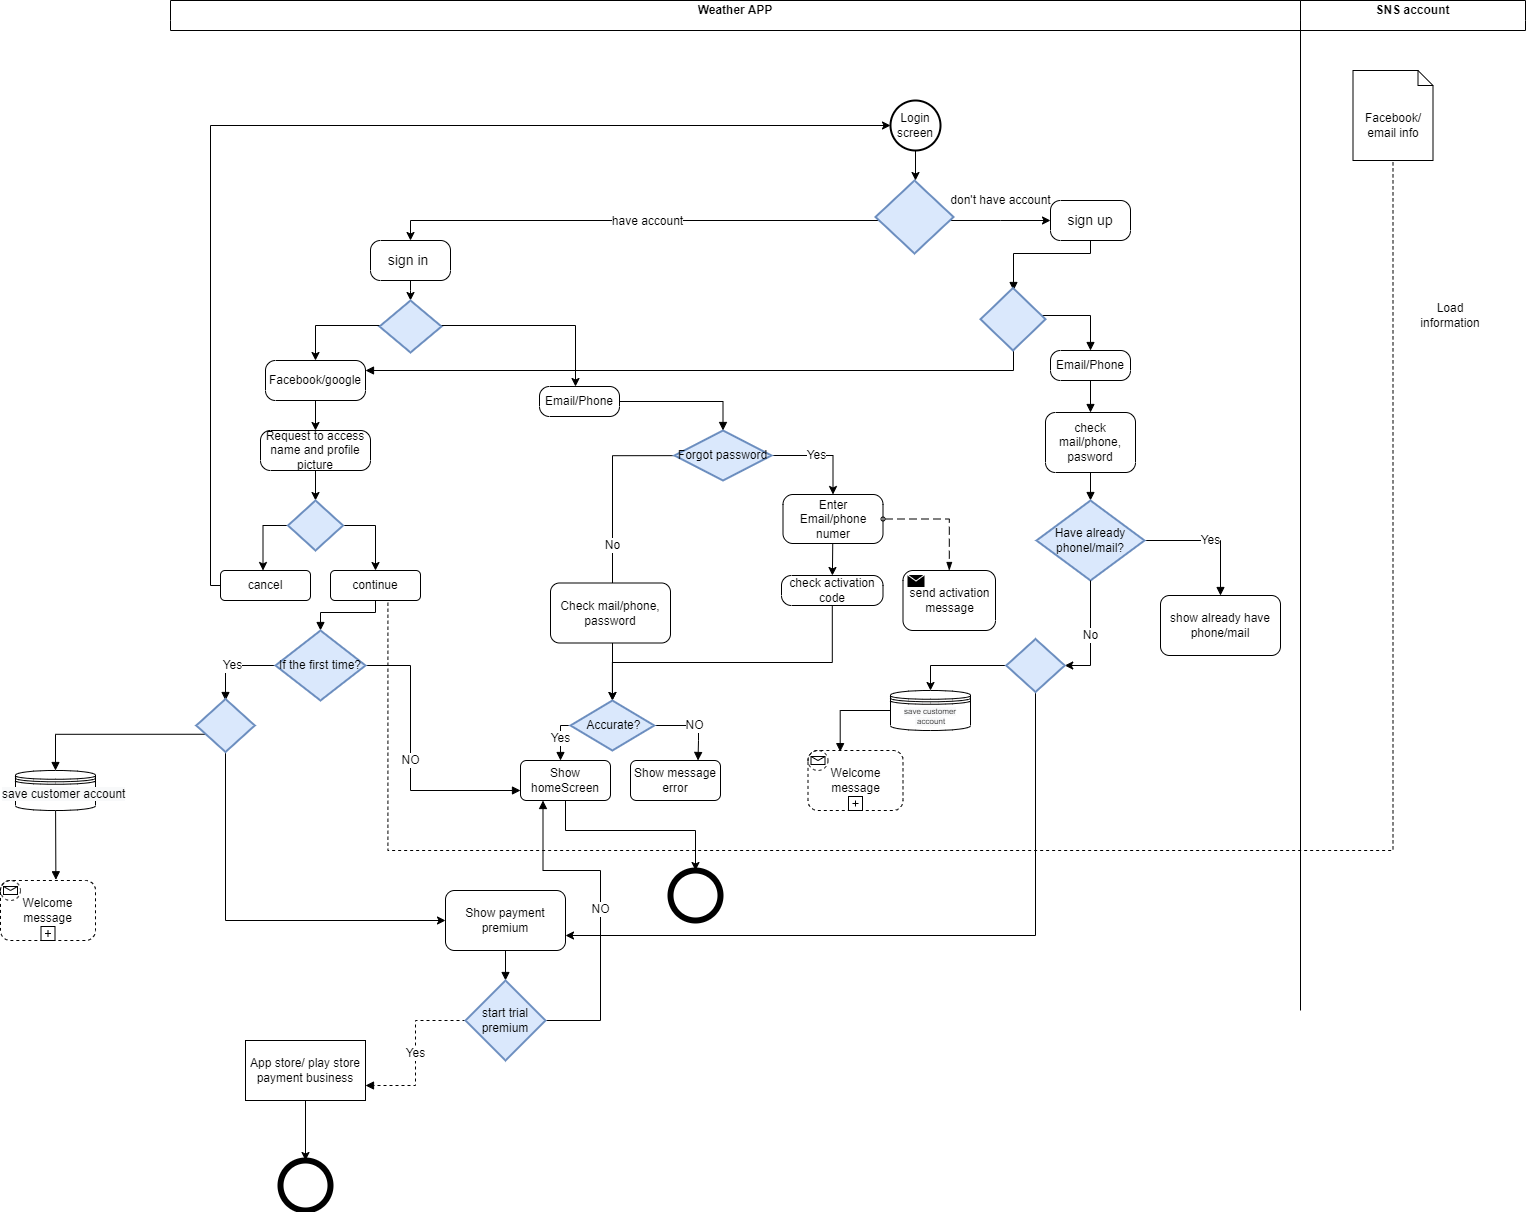 Weather APP
SNS account
Login
screen
Facebook/
email info
don't have account
have account
sign up
sign in
Load
information
Facebook/google
Email/Phone
Email/Phone
Request to access
name and profile
picture
check
mail/phone,
pasword
Forgot password
Yes
Enter
Email/phone
numer
Have already
phonel/mail?
Yes
No
cancel
continue
check activation
code
send activation
message
Check mail/phone,
password
show already have
phone/mail
No
If the first time?
Yes
save customer
account
Accurate?
Yes
NO
NO
Show
homeScreen
Show message
error
Welcome
message
save customer account
Welcome
message
Show payment
premium
NO
start trial
premium
Yes
App store/ play store
payment business